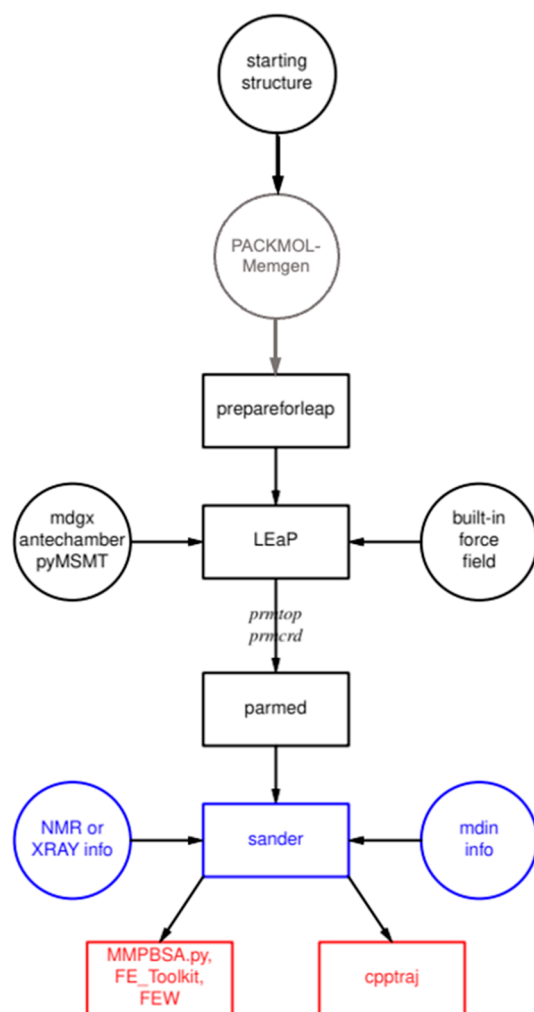 starting
structure
PACKMOL-
Memgen
prepareforleap
mdgx
antechamber
pyMSMT
LEaP
built-in
force
field
prmtop
prmcrd
parmed
NMR or
XRAY info
sander
mdin
info
MMPBSA.py,
FE_Toolkit,
FEW
cpptraj